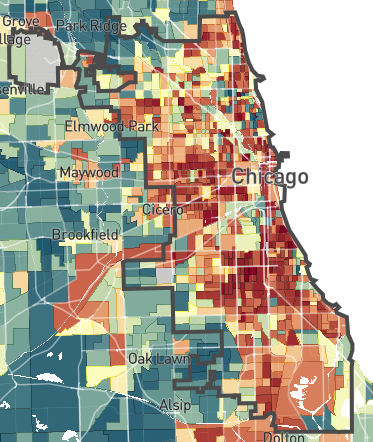 Grove
Park Ridge
llage
senville
Elmwood Park
Maywood
Chicago
Cicero
Brookfield
Oak Lawn
Alsip
Dolton